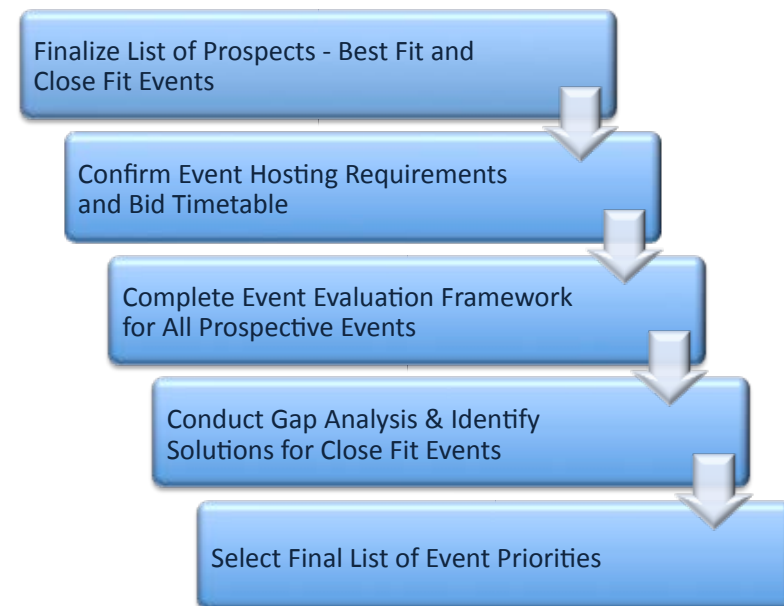 Finalize List of Prospects - Best Fit and
Close Fit Events
Confirm Event Hosting Requirements
and Bid Timetable
Complete Event Evaluation Framework
for All Prospective Events
Conduct Gap Analysis & Identify
Solutions for Close Fit Events
Select Final List of Event Priorities